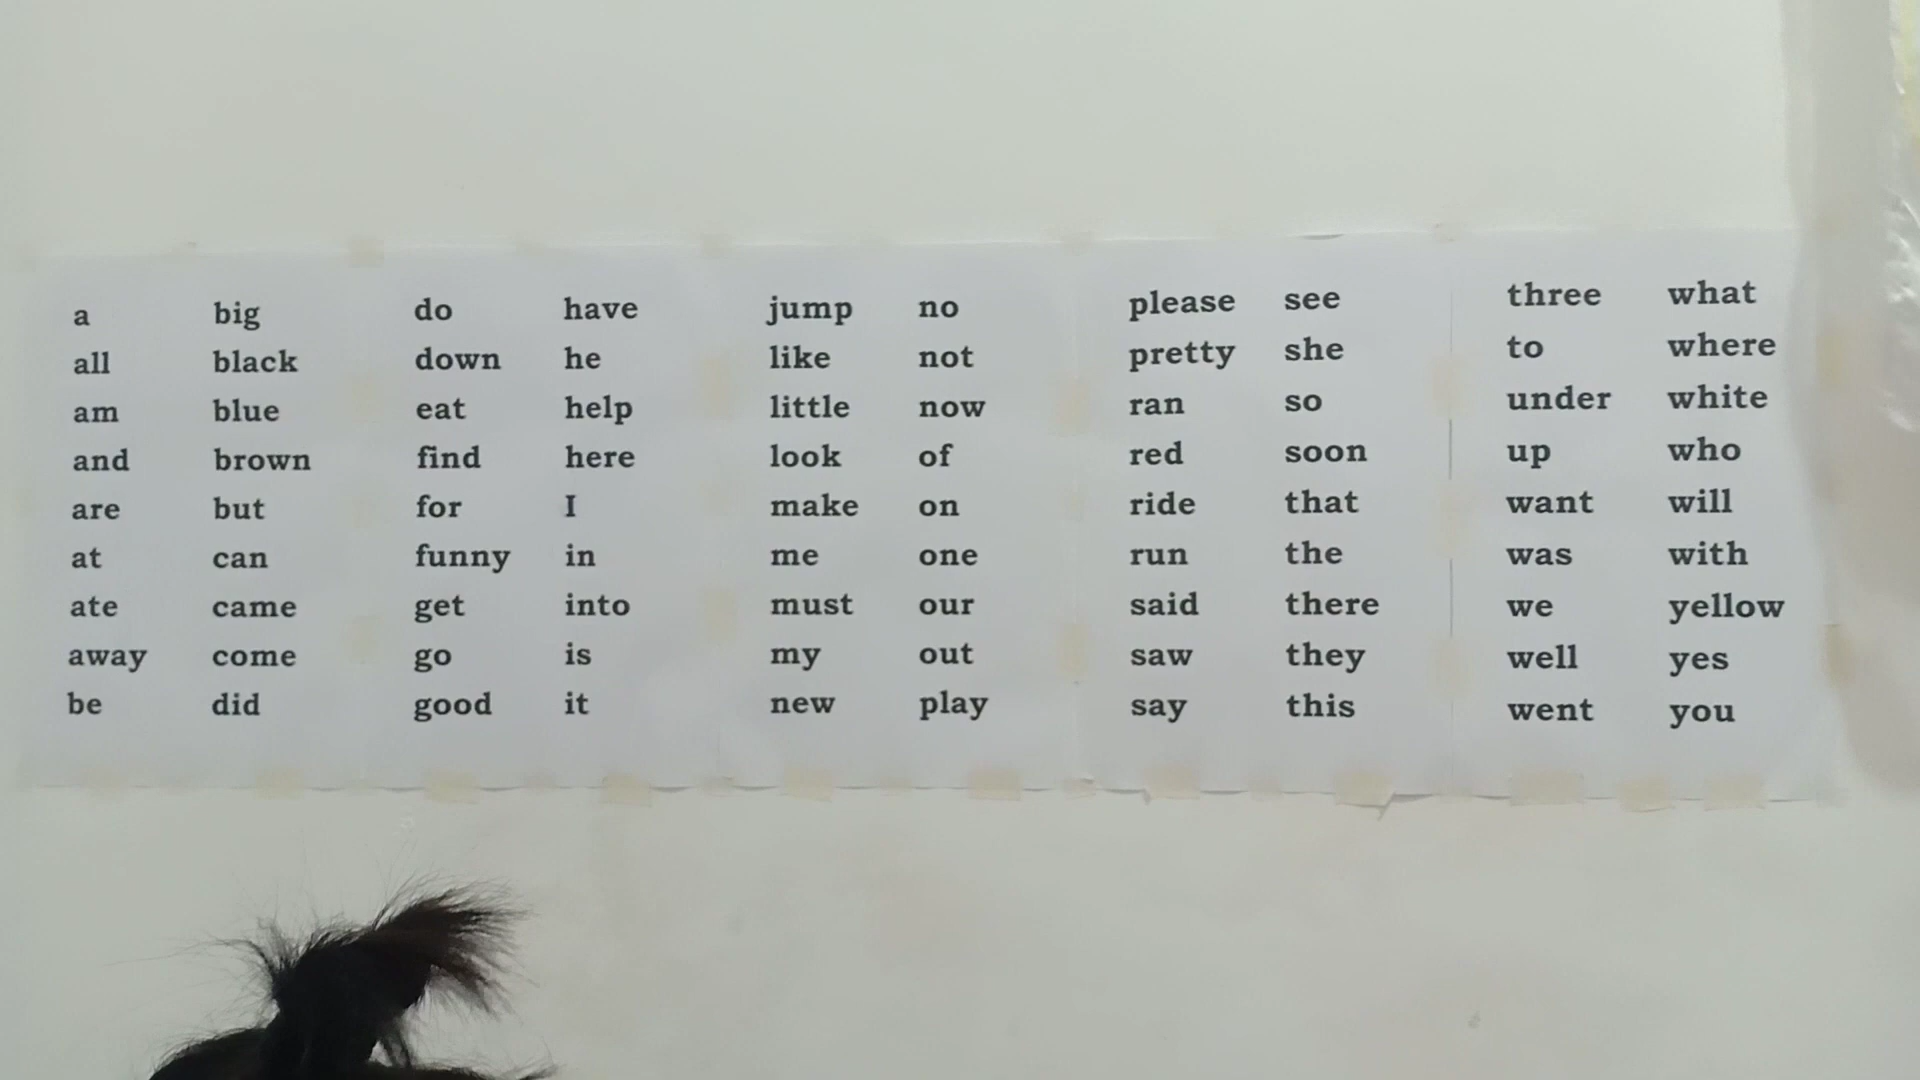 a big do have jump no please see three what
all black down he like not pretty she to where
am blue eat help little now ran so under white
and brown find here look of red soon up who
are but for I make on ride that want will
at can funny in me one run the was with
ate came get into must our said there we yellow
away come go is my out saw they well yes
be did good it new play say this went you